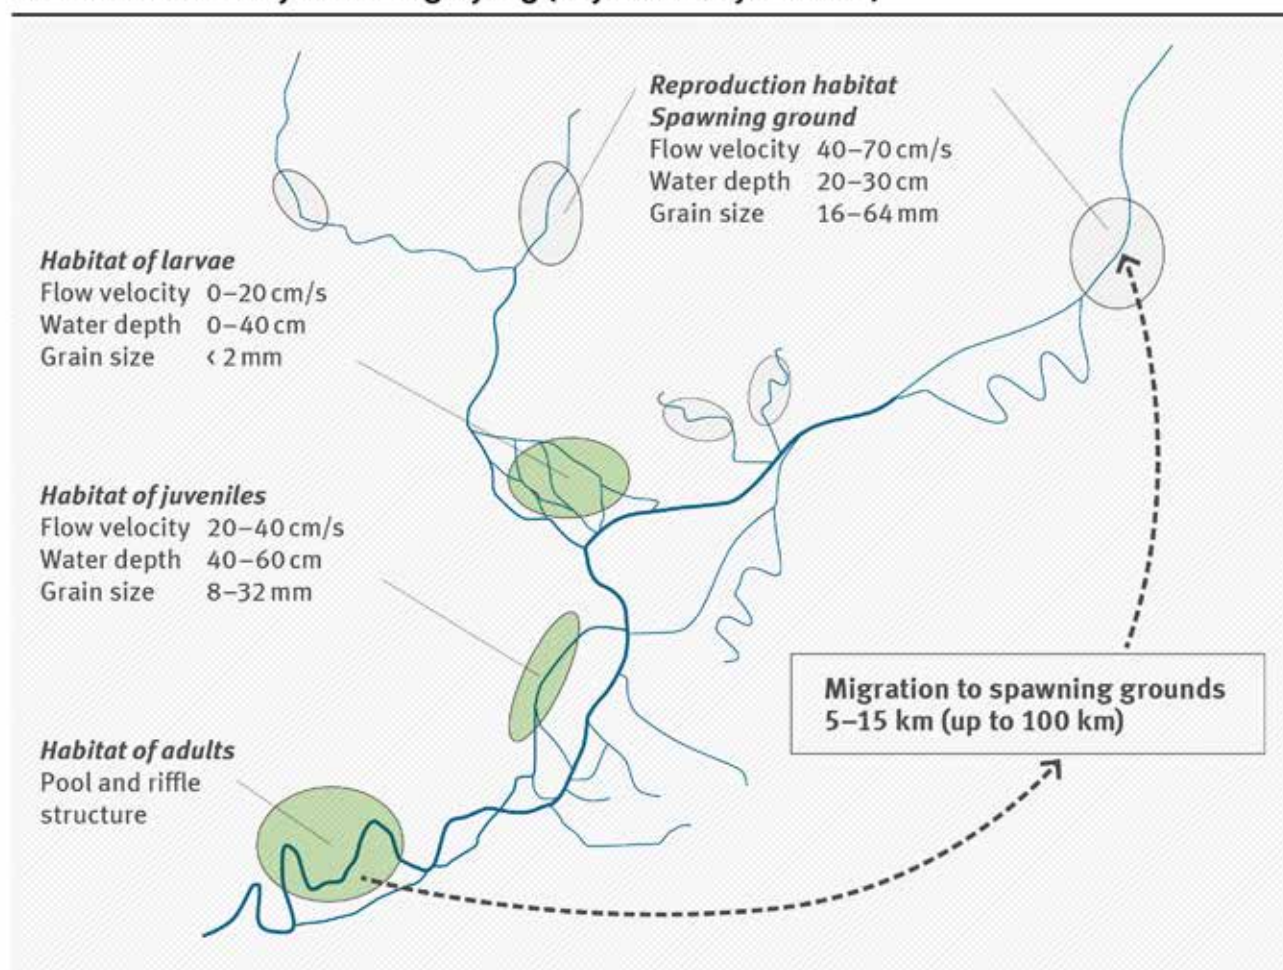 Reproduction habitat
Spawning ground
Flow velocity 40–70 cm/s
Water depth 20–30 cm
Grain size 16–64 mm
Habitat of larvae
Flow velocity 0–20 cm/s
Water depth 0–40 cm
Grain size < 2 mm
Habitat of juveniles
Flow velocity 20–40 cm/s
Water depth 40–60 cm
Grain size 8–32 mm
Migration to spawning grounds
5–15 km (up to 100 km)
Habitat of adults
Pool and riffle
structure